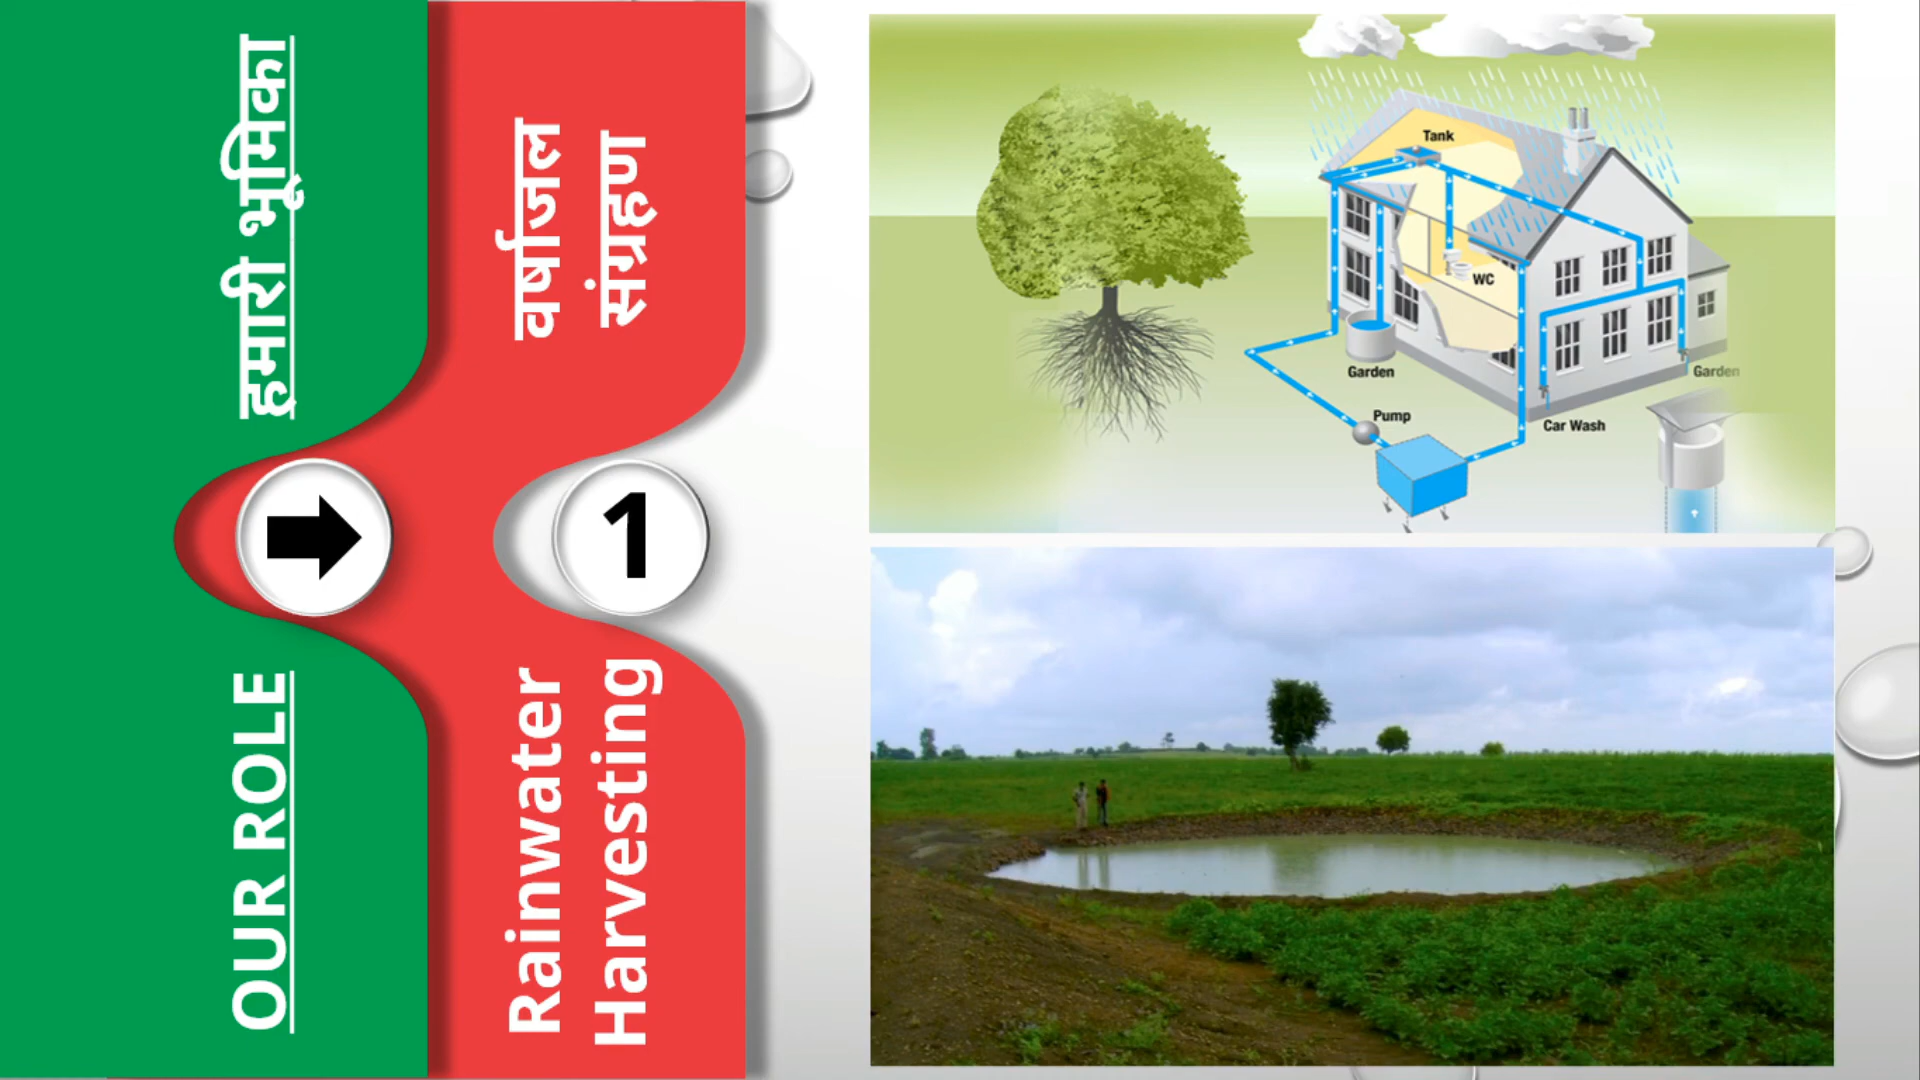 हमारी भूमिका
OUR ROLE
वर्षाजल
संग्रहण
1
Rainwater
Harvesting
Tank
WC
Garden
Garden
Pump
Car Wash